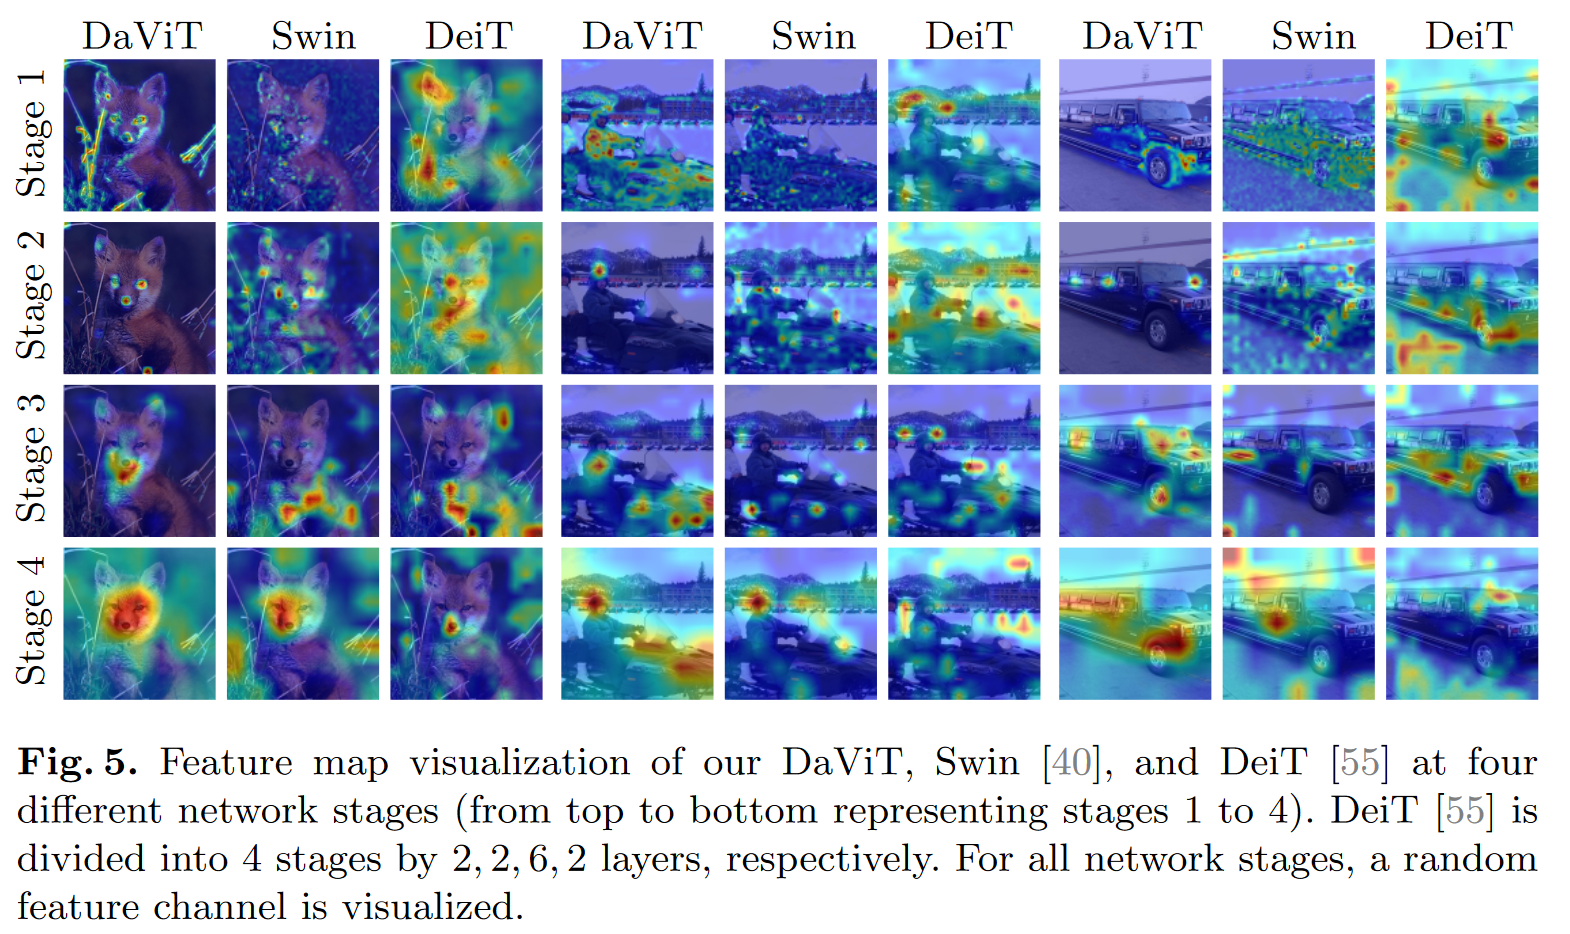 DaViT Swin DeiT DaViT Swin DeiT DaViT Swin DeiT
Stage 1
Stage 2
Stage 3
Stage 4
Fig. 5. Feature map visualization of our DaViT, Swin [40], and DeiT [55] at four
different network stages (from top to bottom representing stages 1 to 4). DeiT [55] is
divided into 4 stages by 2, 2, 6, 2 layers, respectively. For all network stages, a random
feature channel is visualized.